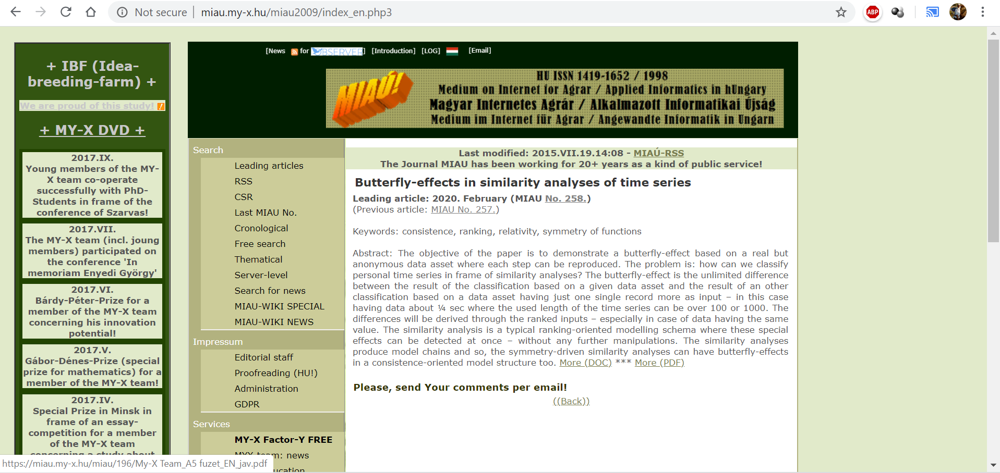 Not secure
miau.my-x.hu/miau2009/index_en.php3
ABP
+ IBF (Idea-
breeding-farm) +
We are proud of this study!
+ MY-X DVD +
2017.IX.
Young members of the MY-
X team co-operate
successfully with PhD-
Students in frame of the
conference of Szarvas!
2017.VII.
The MY-X team (incl. joung
members) participated on
the conference 'In
memoriam Enyedi György'
2017.VI.
Bárdy-Péter-Prize for a
member of the MY-X team
concerning his innovation
potential!
2017.V.
Gábor-Dénes-Prize (special
prize for mathematics) for a
member of the MY-X team!
2017.IV.
Special Prize in Minsk in
frame of an essay-
competition for a member
of the MY-X team
concerning a study about
https://miau.my-x.hu/miau/196/My-X Team_A5 fuzet_EN_jav.pdf
[News for OBSERVER] [Introduction] [LOG] [Email]
MIAÚ!
HU ISSN 1419-1652 / 1998
Medium on Internet for Agrar / Applied Informatics in hUngary
Magyar Internetes Agrár / Alkalmazott Informatikai Újság
Medium im Internet für Agrar / Angewandte Informatik in Ungarn
Search
Leading articles
RSS
CSR
Last MIAU No.
Cronological
Free search
Thematical
Server-level
Search for news
MIAU-WIKI SPECIAL
MIAU-WIKI NEWS
Impressum
Editorial staff
Proofreading (HU!)
Administration
GDPR
Services
MY-X Factor-Y FREE
MYX-team: news
Last modified: 2015.VII.19.14:08 - MIAÚ-RSS
The Journal MIAU has been working for 20+ years as a kind of public service!
Butterfly-effects in similarity analyses of time series
Leading article: 2020. February (MIAU No. 258.)
(Previous article: MIAU No. 257.)
Keywords: consistence, ranking, relativity, symmetry of functions
Abstract: The objective of the paper is to demonstrate a butterfly-effect based on a real but
anonymous data asset where each step can be reproduced. The problem is: how can we classify
personal time series in frame of similarity analyses? The butterfly-effect is the unlimited difference
between the result of the classification based on a given data asset and the result of an other
classification based on a data asset having just one single record more as input – in this case
having data about ¼ sec where the used length of the time series can be over 100 or 1000. The
differences will be derived through the ranked inputs – especially in case of data having the same
value. The similarity analysis is a typical ranking-oriented modelling schema where these special
effects can be detected at once – without any further manipulations. The similarity analyses
produce model chains and so, the symmetry-driven similarity analyses can have butterfly-effects
in a consistence-oriented model structure too. More (DOC) *** More (PDF)
Please, send Your comments per email!
((Back))